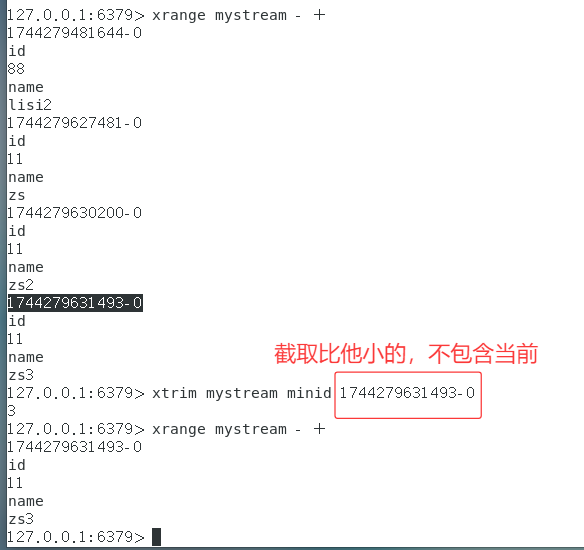 127.0.0.1:6379> xrange mystream - +
1744279481644-0
id
88
name
lisi2
1744279627481-0
id
11
name
zs
1744279630200-0
id
11
name
zs2
1744279631493-0
id
11
name
zs3
截取比他小的，不包含当前
127.0.0.1:6379> xtrim mystream minid 1744279631493-0
3
127.0.0.1:6379> xrange mystream - +
1744279631493-0
id
11
name
zs3
127.0.0.1:6379>